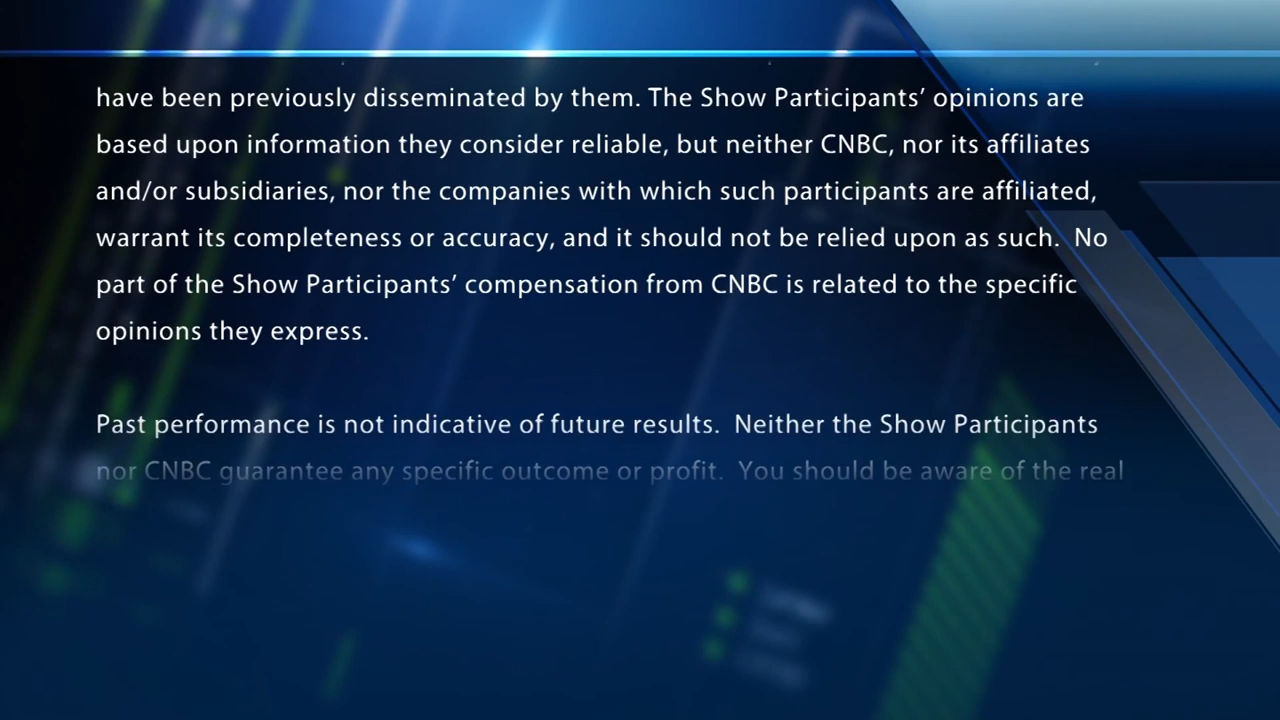 have been previously disseminated by them. The Show Participants’ opinions are
based upon information they consider reliable, but neither CNBC, nor its affiliates
and/or subsidiaries, nor the companies with which such participants are affiliated,
warrant its completeness or accuracy, and it should not be relied upon as such.  No
part of the Show Participants’ compensation from CNBC is related to the specific
opinions they express.
Past performance is not indicative of future results.  Neither the Show Participants
nor CNBC guarantee any specific outcome or profit.  You should be aware of the real